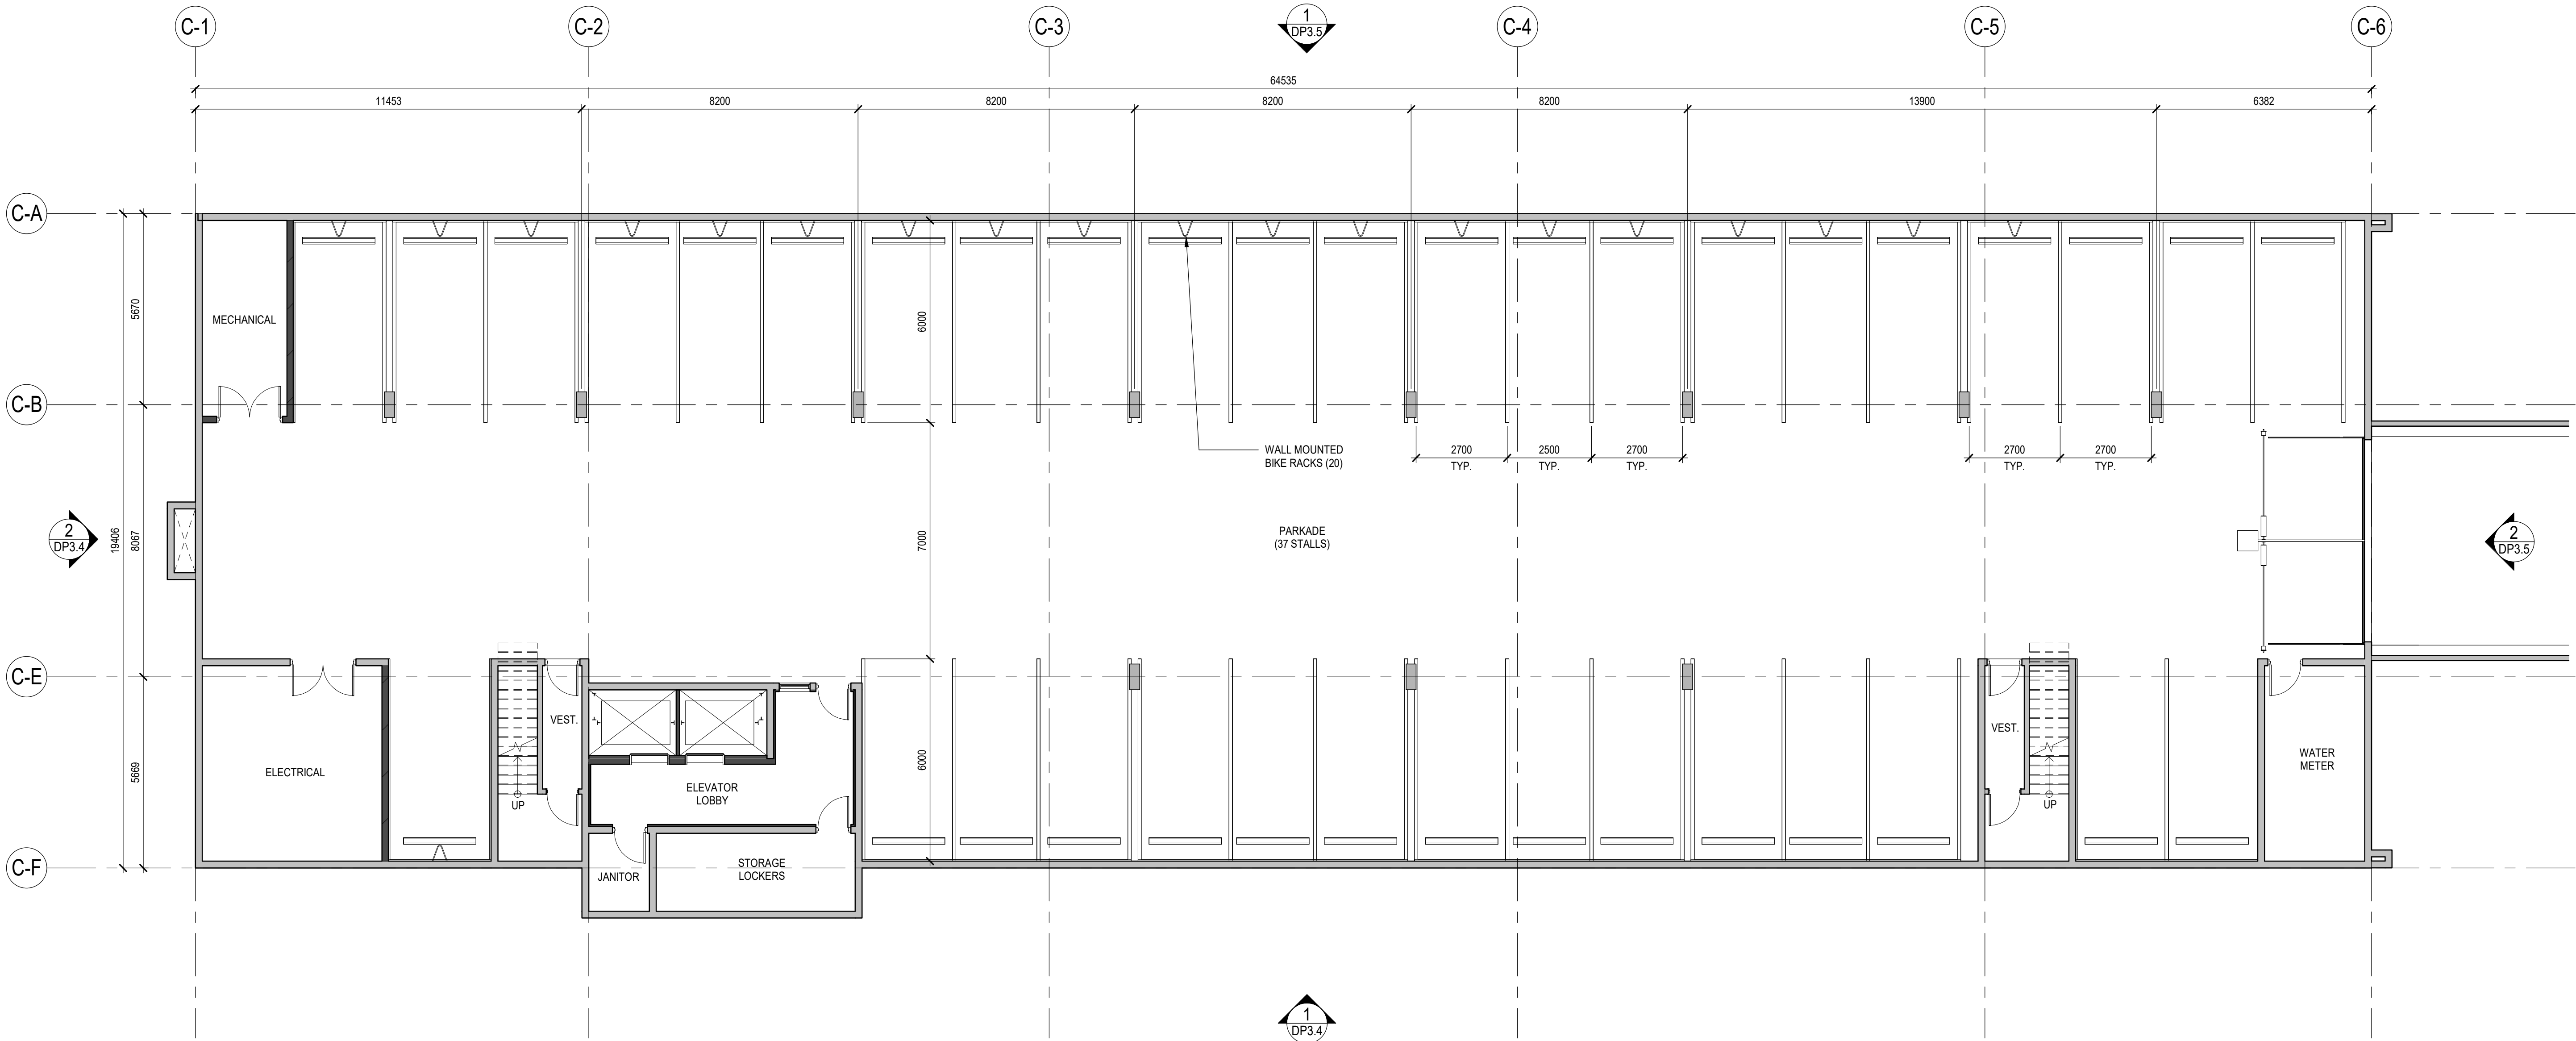 C-1
C-2
C-3
1
DP3.5
C-4
C-5
C-6
64535
11453
8200
8200
8200
8200
13900
6382
C-A
C-B
C-E
C-F
5670
19406
8067
5669
MECHANICAL
6000
WALL MOUNTED
BIKE RACKS (20)
2700
TYP.
2500
TYP.
2700
TYP.
2700
TYP.
2700
TYP.
2
DP3.4
7000
PARKADE
(37 STALLS)
2
DP3.5
VEST.
VEST.
ELECTRICAL
UP
ELEVATOR
LOBBY
6000
UP
WATER
METER
JANITOR
STORAGE
LOCKERS
1
DP3.4